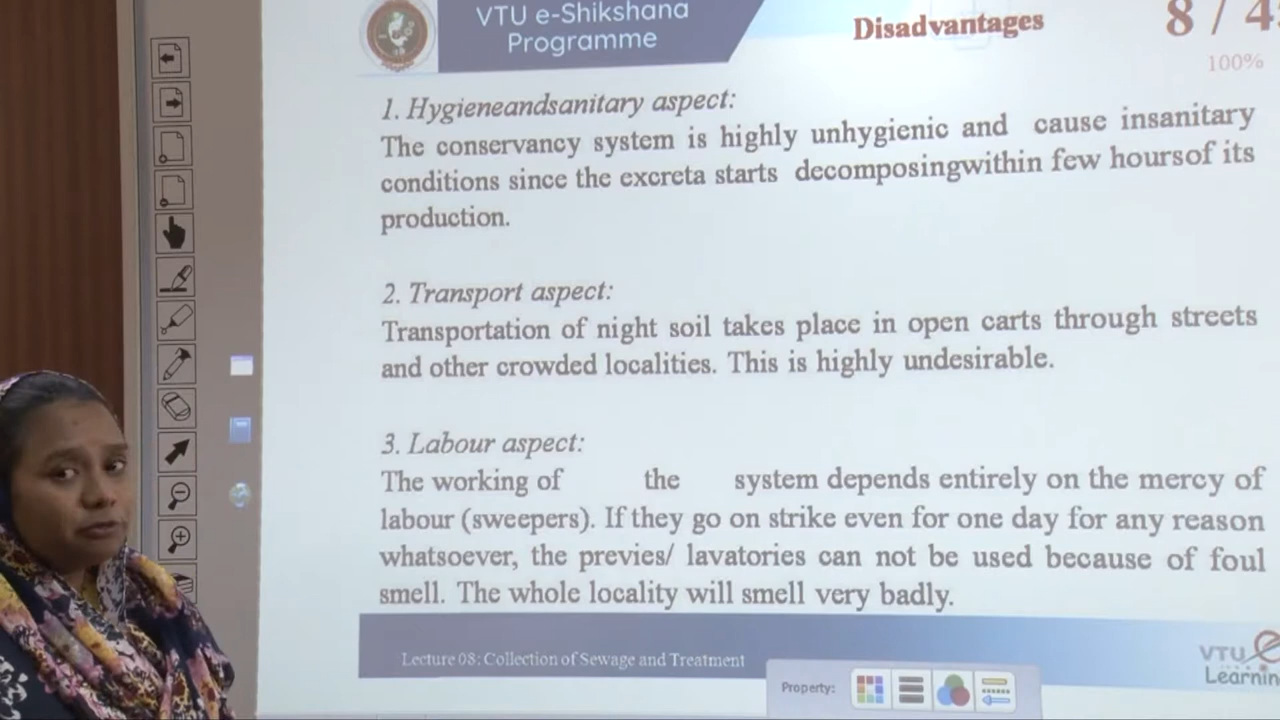 VTU e-Shikshana
Programme
Disadvantages
8 / 4
100%
1. Hygieneandsanitary aspect:
The conservancy system is highly unhygienic and cause insanitary
conditions since the excreta starts decomposingwithin few hoursof its
production.
2. Transport aspect:
Transportation of night soil takes place in open carts through streets
and other crowded localities. This is highly undesirable.
3. Labour aspect:
The working of the system depends entirely on the mercy of
labour (sweepers). If they go on strike even for one day for any reason
whatsoever, the previes/ lavatories can not be used because of foul
smell. The whole locality will smell very badly.
Lecture 08: Collection of Sewage and Treatment
VTU e
Learnin
Property: